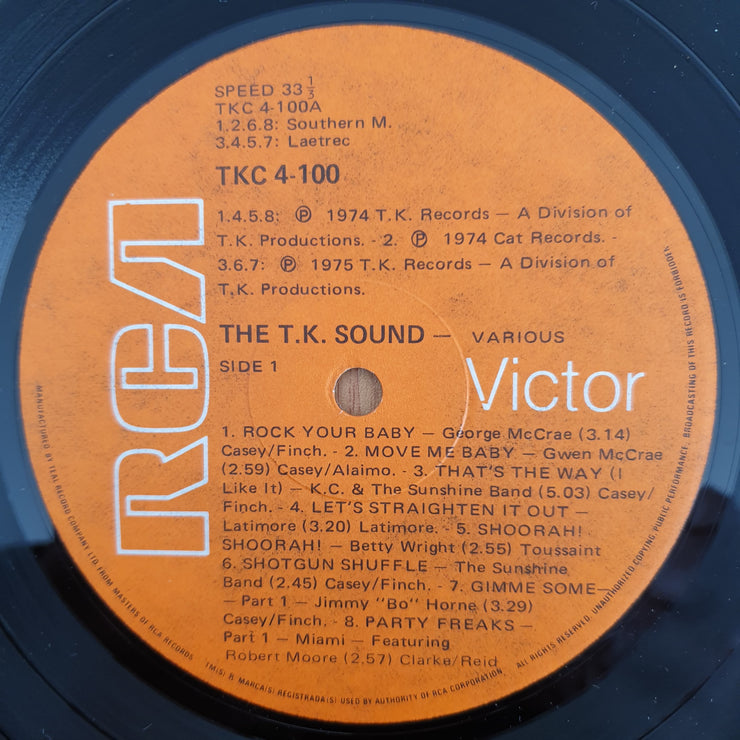 SPEED 33 1/3
TKC 4-100A
1.2.6.8: Southern M.
3.4.5.7: Laetrec
TKC 4-100
1.4.5.8: ℗ 1974 T.K. Records — A Division of
T.K. Productions. - 2. ℗ 1974 Cat Records. -
3.6.7: ℗ 1975 T.K. Records — A Division of
T.K. Productions.
THE T.K. SOUND — VARIOUS
SIDE 1
RCA
Victor
1. ROCK YOUR BABY — George McCrae (3.14)
Casey/Finch. - 2. MOVE ME BABY — Gwen McCrae
(2.59) Casey/Alaimo. - 3. THAT'S THE WAY (I
Like It) — K.C. & The Sunshine Band (5.03) Casey/
Finch. - 4. LET'S STRAIGHTEN IT OUT —
Latimore (3.20) Latimore. - 5. SHOORAH!
SHOORAH! — Betty Wright (2.55) Toussaint
6. SHOTGUN SHUFFLE — The Sunshine
Band (2.45) Casey/Finch. - 7. GIMME SOME—
— Part 1 — Jimmy "Bo" Horne (3.29)
Casey/Finch. - 8. PARTY FREAKS —
Part 1 — Miami — Featuring
Robert Moore (2.57) Clarke/Reid
MANUFACTURED BY TEAL RECORD COMPANY LTD. FROM MASTERS OF RCA RECORDS TM(S) ® MARCA(S) REGISTRADA(S) USED BY AUTHORITY OF RCA CORPORATION. ALL RIGHTS RESERVED. UNAUTHORIZED COPYING, PUBLIC PERFORMANCE, BROADCASTING OF THIS RECORD IS FORBIDDEN.